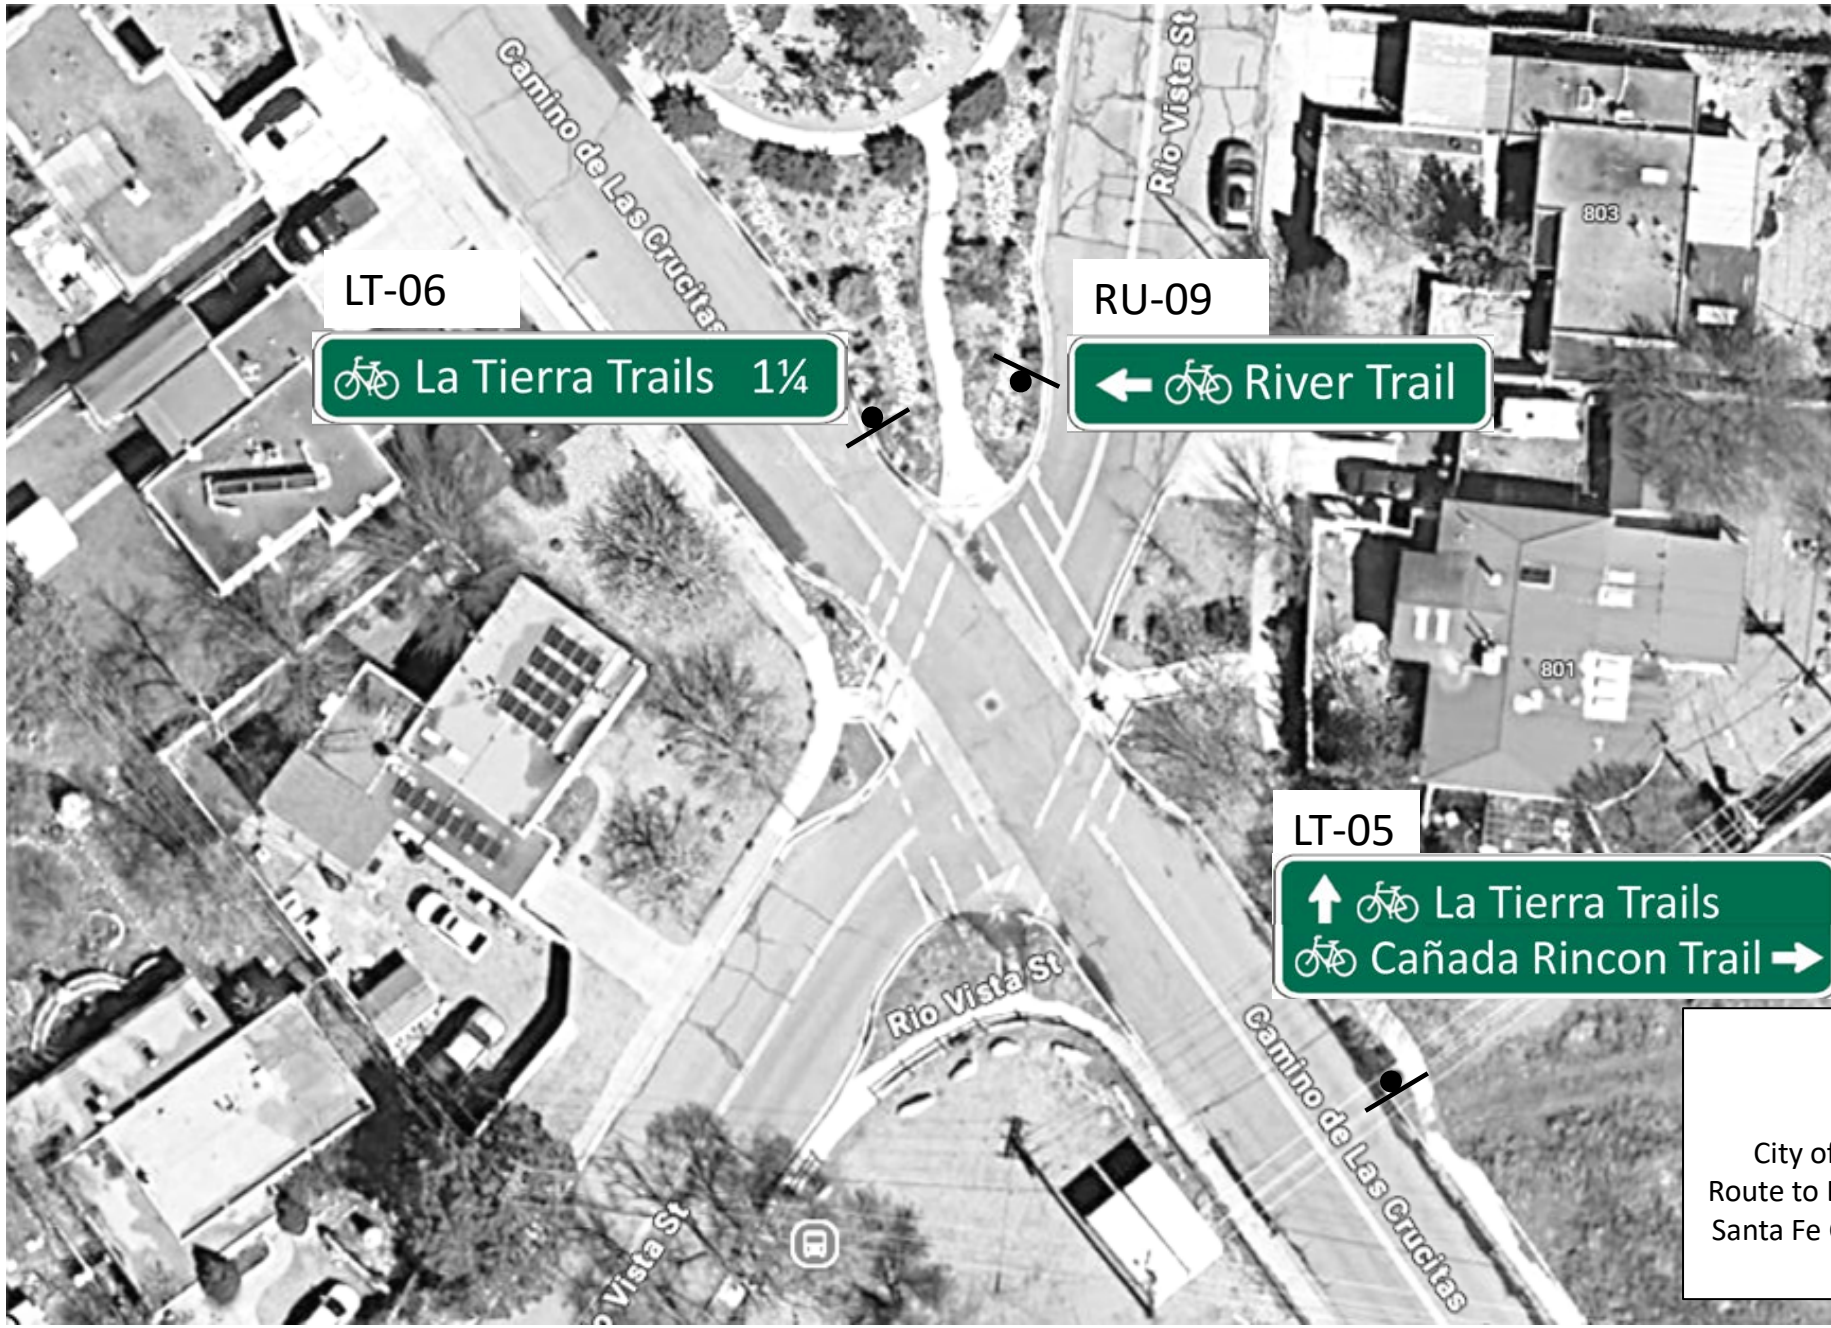 Camino de Las Crucitas
Rio Vista St
803
LT-06
La Tierra Trails 1¼
RU-09
River Trail
801
LT-05
La Tierra Trails
Cañada Rincon Trail
Rio Vista St
Camino de Las Crucitas
Vista St
City of
Route to
Santa Fe